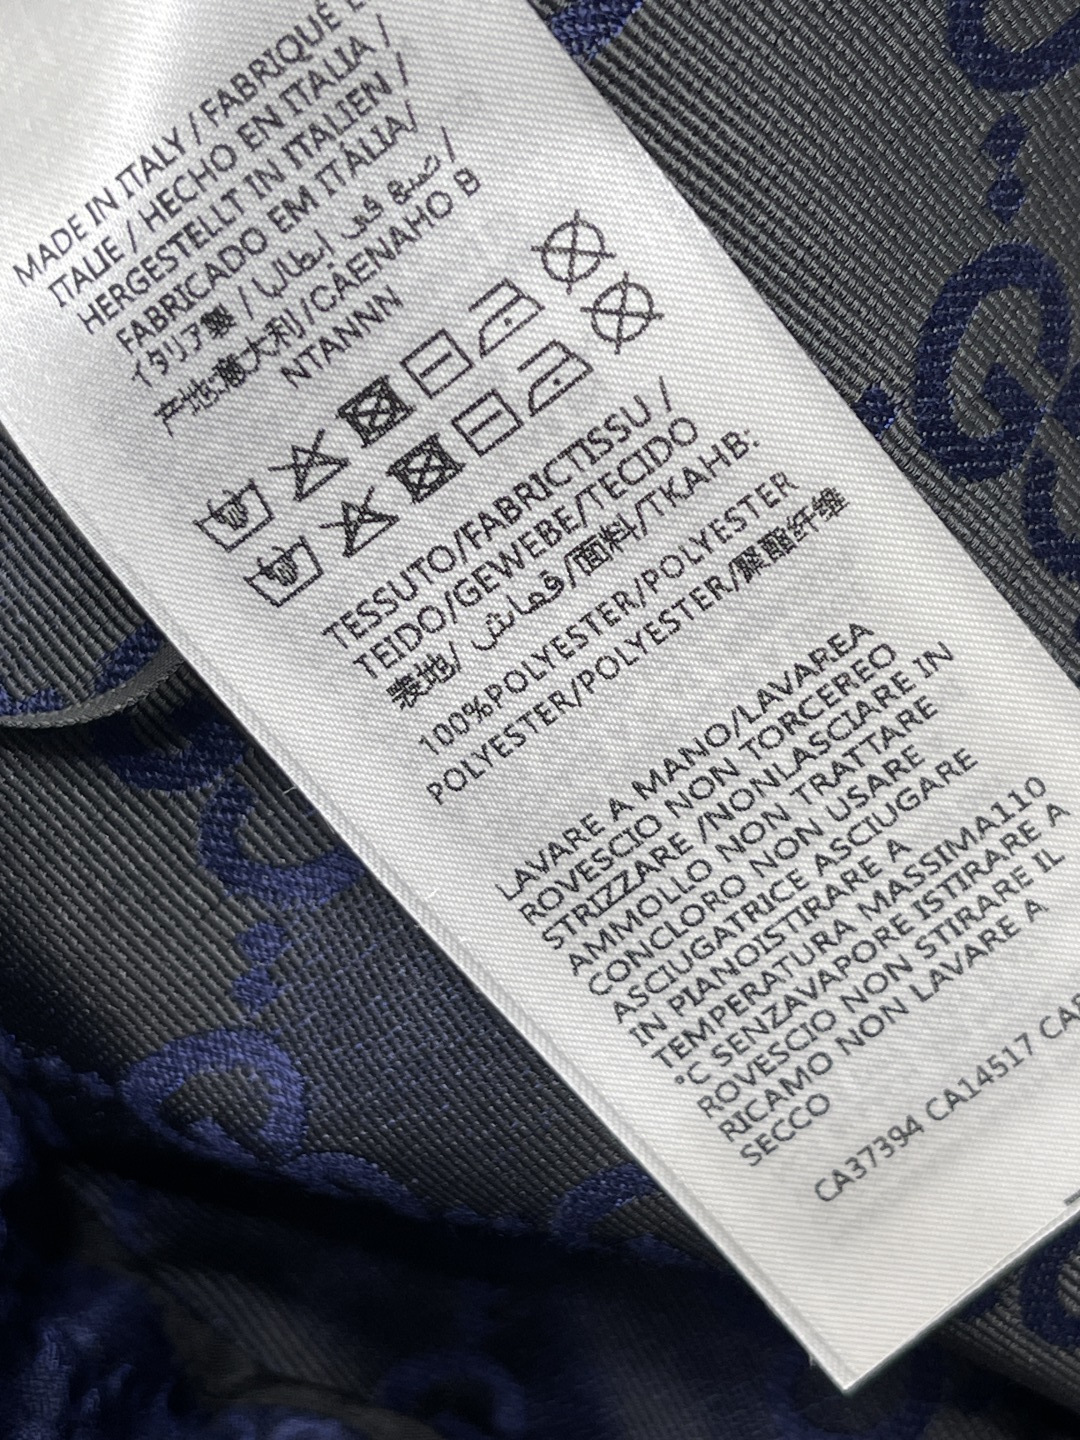 MADE IN ITALY / FABRIQUÉ E
ITALIE / HECHO EN ITALIA /
HERGESTELLT IN ITALIEN /
FABRICADO EM ITÁLIA/
イタリア製 / صنع في إيطاليا /
产地:意大利/CÁENAHO B
NTANNN
TESSUTO/FABRICTISSU /
TEIDO/GEWEBE/TECIDO
表地/ قماش/面料/TKAHB:
100%POLYESTER/POLYESTER
POLYESTER/POLYESTER/聚酯纤维
LAVARE A MANO/LAVAREA
ROVESCIO NON TORCEREO
STRIZZARE /NONLASCIARE IN
AMMOLLO NON TRATTARE
CONCLORO NON USARE
ASCIUGATRICE ASCIUGARE
IN PIANOISTIRARE A
TEMPERATURA MASSIMA110
°C SENZAVAPORE ISTIRARE A
ROVESCIO NON STIRARE IL
RICAMO NON LAVARE A
SECCO
CA37394 CA14517 CA